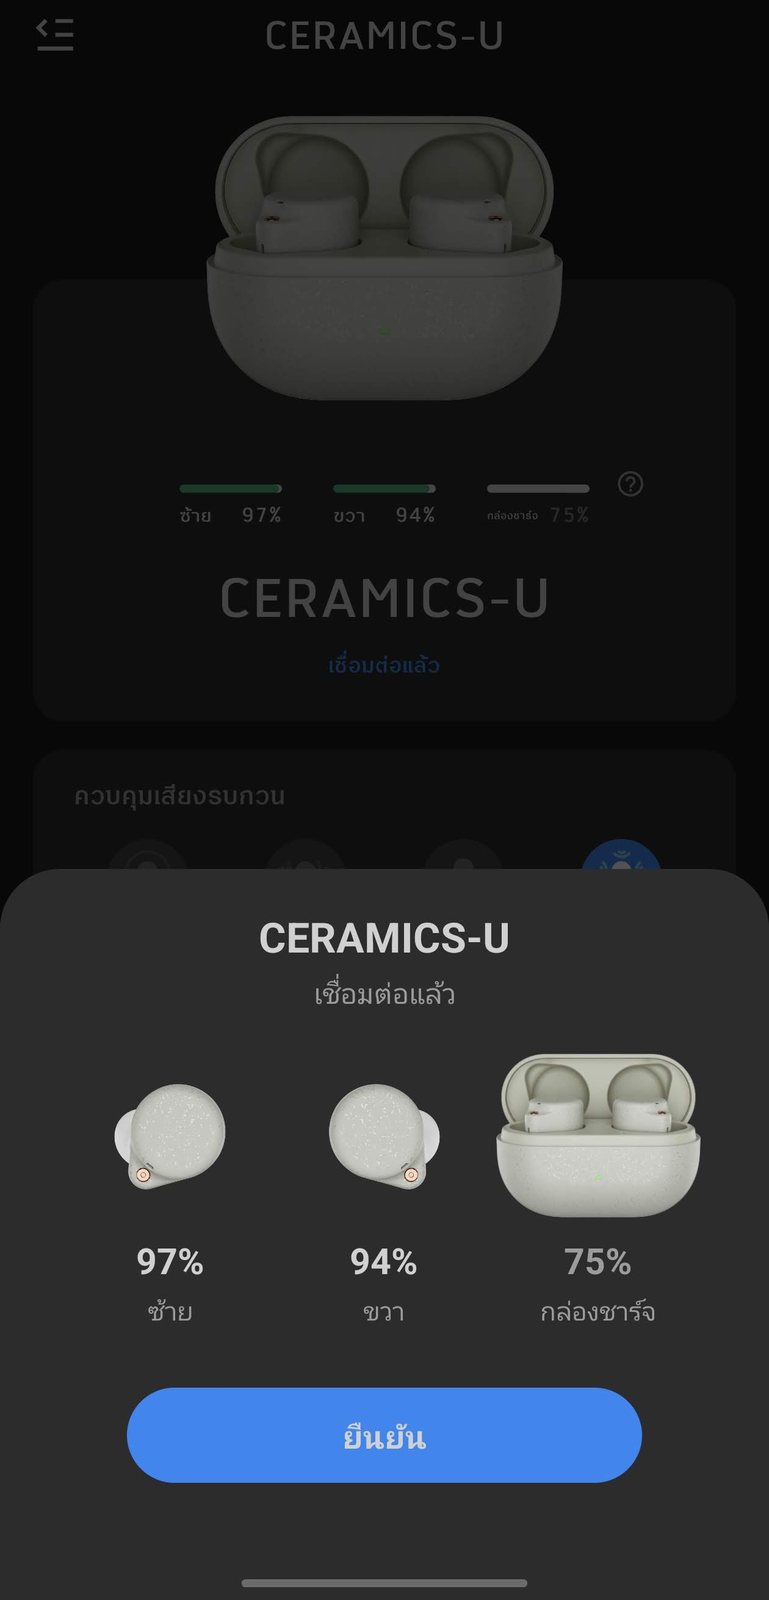 CERAMICS-U
ซ้าย 97% ขวา 94% กล่องชาร์จ 75% ?
CERAMICS-U
เชื่อมต่อแล้ว
ควบคุมเสียงรบกวน
CERAMICS-U
เชื่อมต่อแล้ว
97% 94% 75%
ซ้าย ขวา กล่องชาร์จ
ยืนยัน